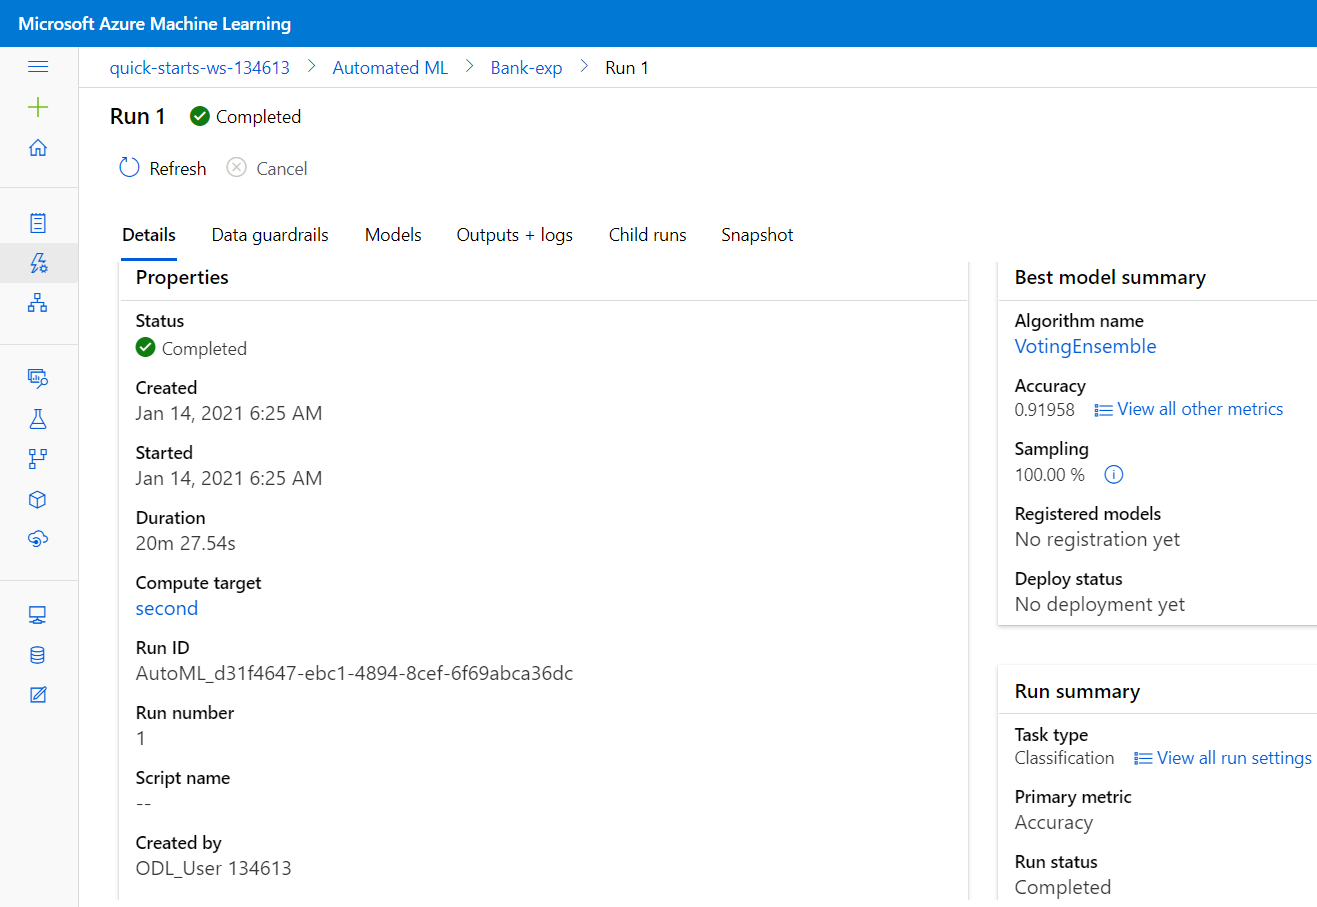 Microsoft Azure Machine Learning
quick-starts-ws-134613 > Automated ML > Bank-exp > Run 1
Run 1 Completed
Refresh Cancel
Details Data guardrails Models Outputs + logs Child runs Snapshot
Properties
Status
Completed
Created
Jan 14, 2021 6:25 AM
Started
Jan 14, 2021 6:25 AM
Duration
20m 27.54s
Compute target
second
Run ID
AutoML_d31f4647-ebc1-4894-8cef-6f69abca36dc
Run number
1
Script name
--
Created by
ODL_User 134613
Best model summary
Algorithm name
VotingEnsemble
Accuracy
0.91958 View all other metrics
Sampling
100.00 %
Registered models
No registration yet
Deploy status
No deployment yet
Run summary
Task type
Classification View all run settings
Primary metric
Accuracy
Run status
Completed